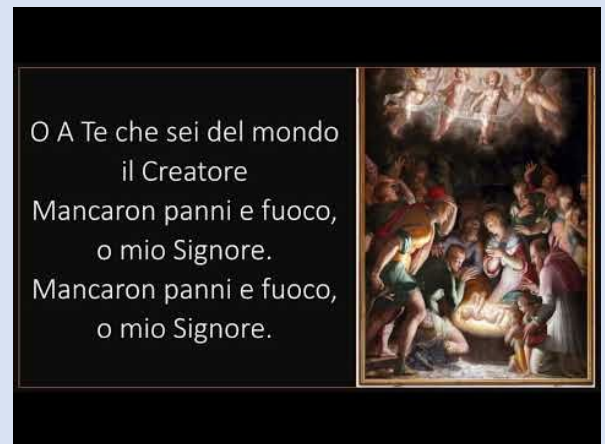 O A Te che sei del mondo
il Creatore
Mancaron panni e fuoco,
o mio Signore.
Mancaron panni e fuoco,
o mio Signore.